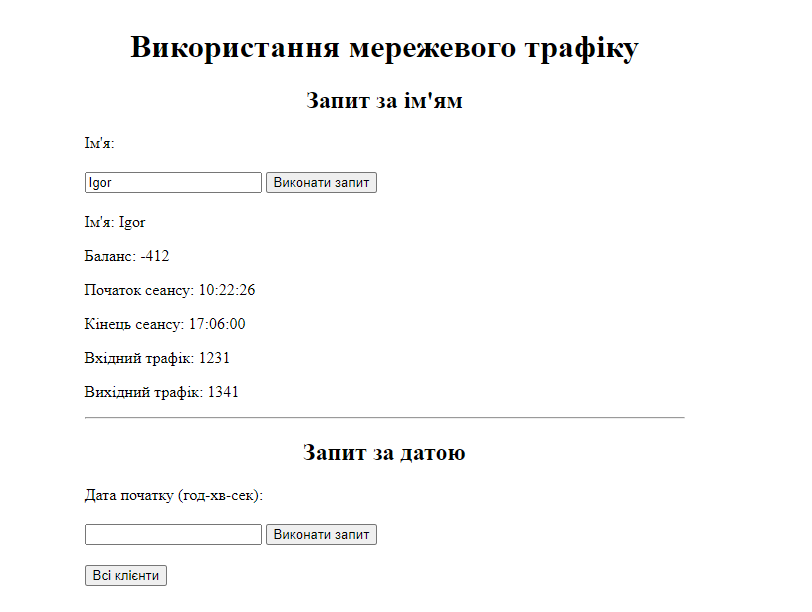 Використання мережевого трафіку
Запит за ім'ям
Ім'я:
Igor Виконати запит
Ім'я: Igor
Баланс: -412
Початок сеансу: 10:22:26
Кінець сеансу: 17:06:00
Вхідний трафік: 1231
Вихідний трафік: 1341
Запит за датою
Дата початку (год-хв-сек):
Виконати запит
Всі клієнти